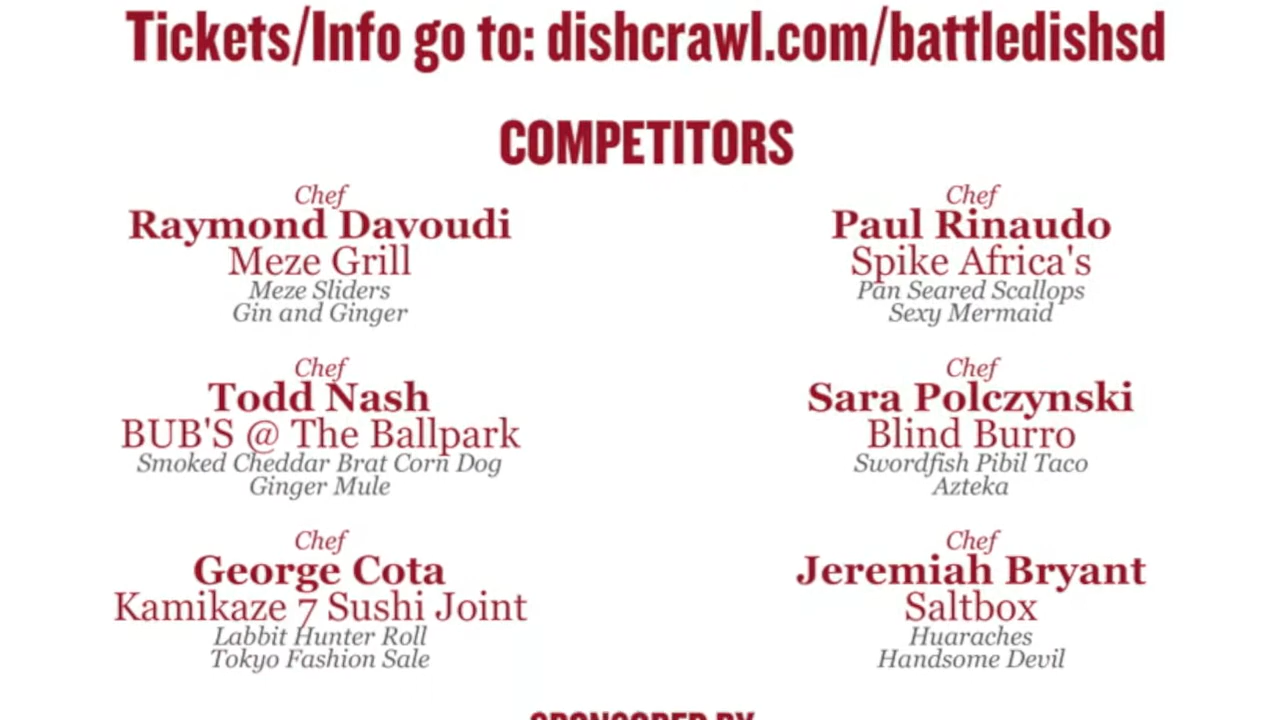 Tickets/Info go to: dishcrawl.com/battledishsd
COMPETITORS
Chef
Raymond Davoudi
Meze Grill
Meze Sliders
Gin and Ginger
Chef
Todd Nash
BUB'S @ The Ballpark
Smoked Cheddar Brat Corn Dog
Ginger Mule
Chef
George Cota
Kamikaze 7 Sushi Joint
Labbit Hunter Roll
Tokyo Fashion Sale
Chef
Paul Rinaudo
Spike Africa's
Pan Seared Scallops
Sexy Mermaid
Chef
Sara Polczynski
Blind Burro
Swordfish Pibil Taco
Azteka
Chef
Jeremiah Bryant
Saltbox
Huaraches
Handsome Devil
SPONSORED BY